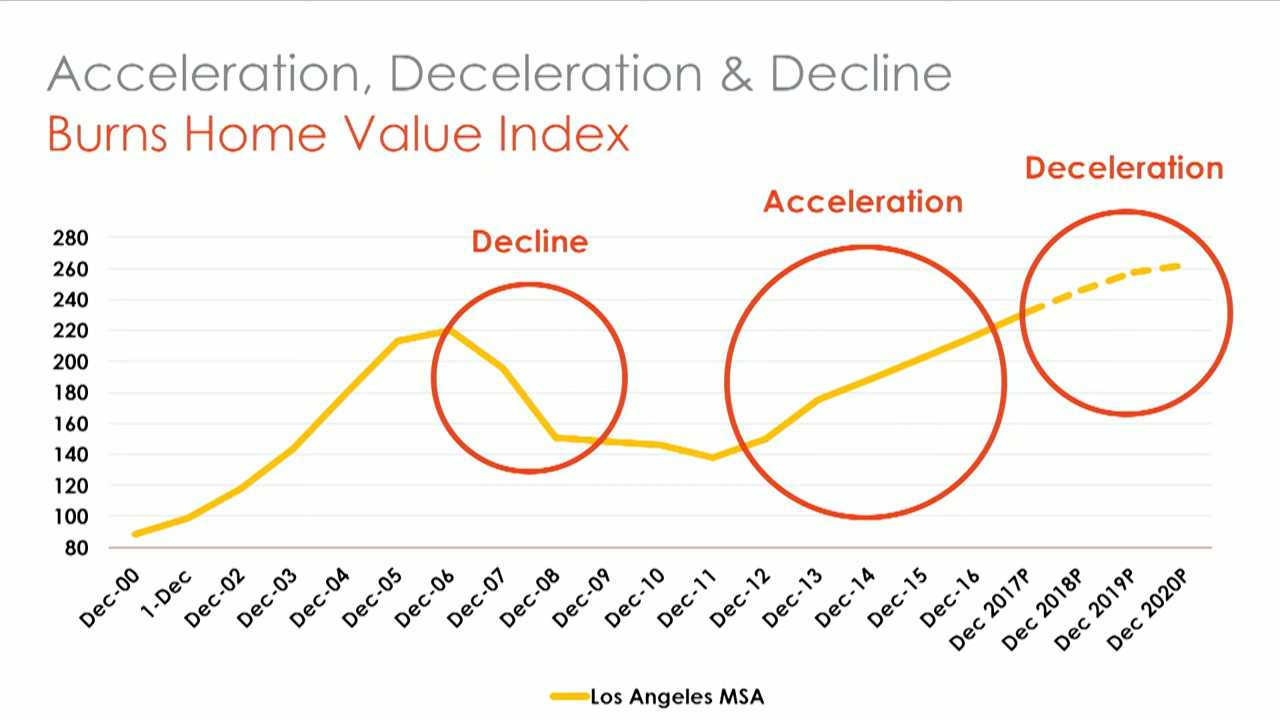 Acceleration, Deceleration & Decline
Burns Home Value Index
Deceleration
Acceleration
Decline
280
260
240
220
200
180
160
140
120
100
80
Dec-00
1-Dec
Dec-02
Dec-03
Dec-04
Dec-05
Dec-06
Dec-07
Dec-08
Dec-09
Dec-10
Dec-11
Dec-12
Dec-13
Dec-14
Dec-15
Dec-16
Dec 2017P
Dec 2018P
Dec 2019P
Dec 2020P
Los Angeles MSA